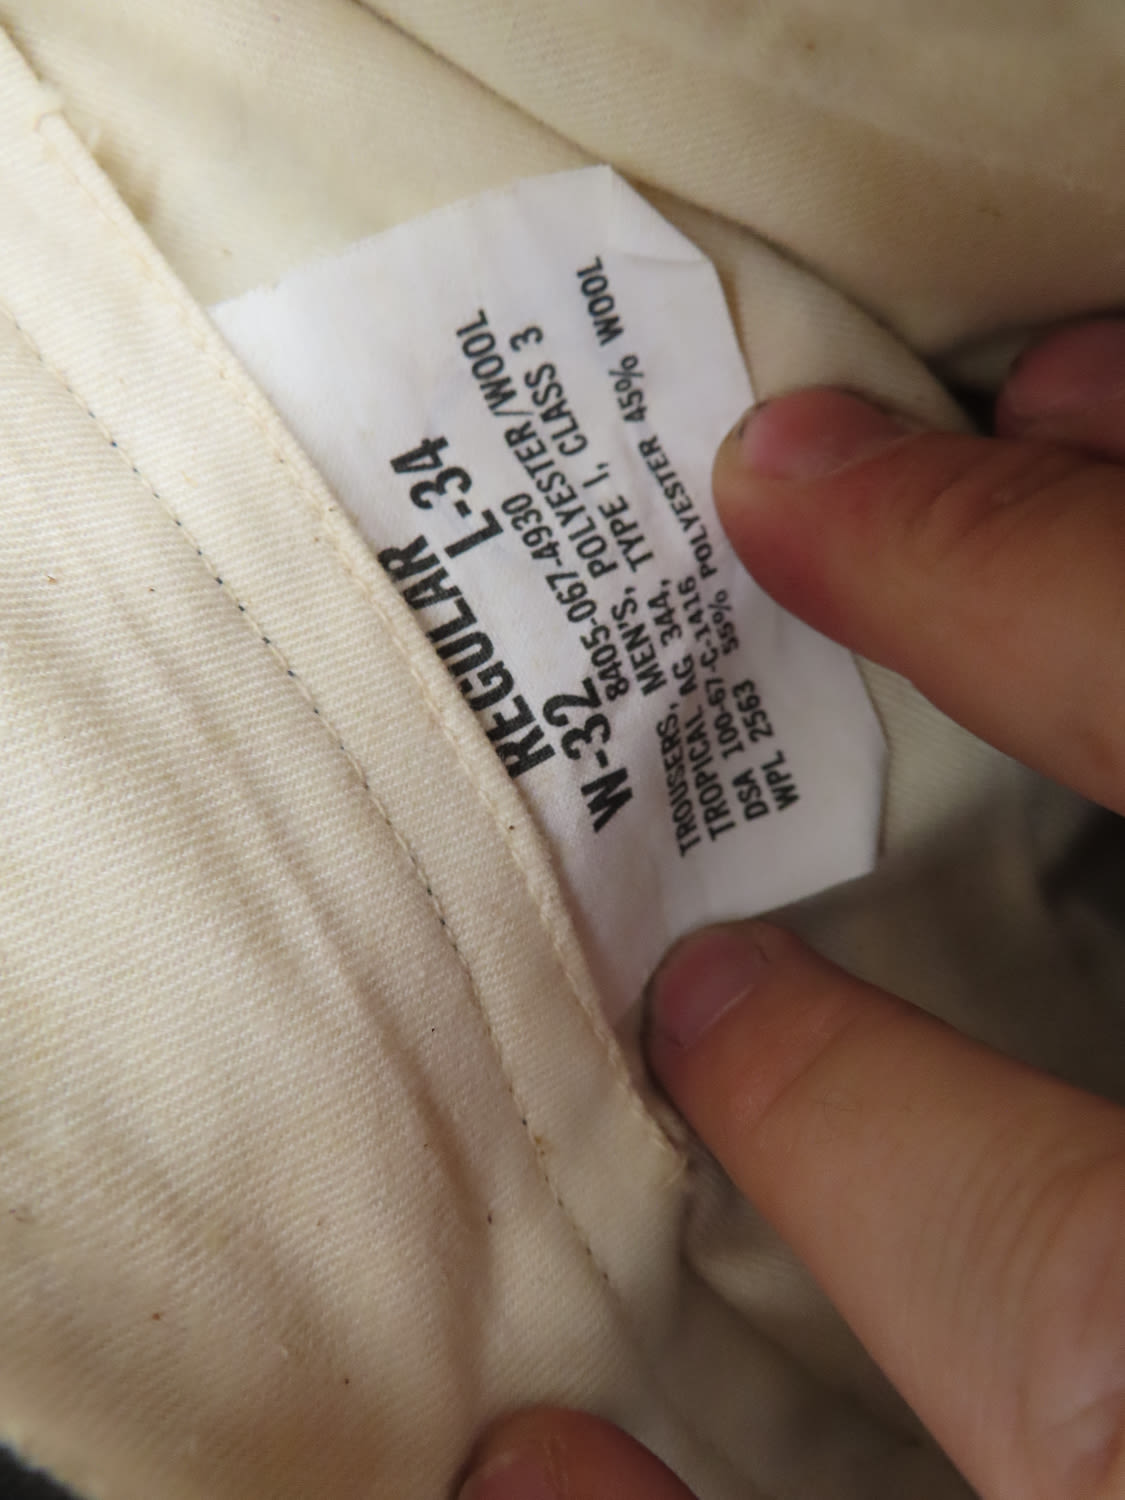 REGULAR
W-32 L-34
8405-067-4930
TROUSERS, MEN'S, POLYESTER/WOOL
TROPICAL AG 344, TYPE 1, CLASS 3
DSA 100-67-C-1416
WPL 2563 55% POLYESTER 45% WOOL